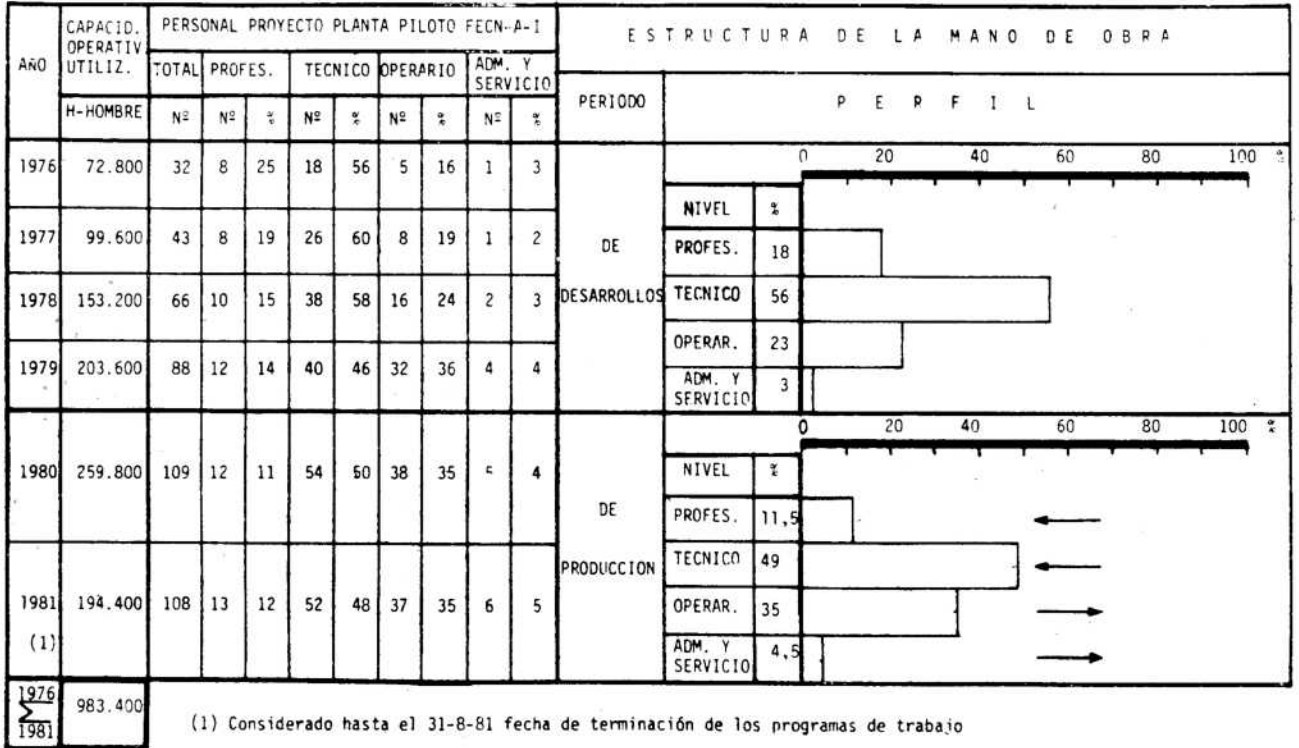 AÑO
CAPACID.
OPERATIV
UTILIZ.
H-HOMBRE
PERSONAL PROYECTO PLANTA PILOTO FECN-A-I
TOTAL PROFES. TECNICO OPERARIO ADM. Y SERVICIO
Nº Nº % Nº % Nº % Nº %
1976 72.800 32 8 25 18 56 5 16 1 3
1977 99.600 43 8 19 26 60 8 19 1 2
1978 153.200 66 10 15 38 58 16 24 2 3
1979 203.600 88 12 14 40 46 32 36 4 4
1980 259.800 109 12 11 54 50 38 35 4
1981 194.400 108 13 12 52 48 37 35 6 5
(1)
1976
Σ
1981
983.400
ESTRUCTURA DE LA MANO DE OBRA
PERIODO PERFIL
DE
DESARROLLOS
0 20 40 60 80 100 %
NIVEL %
PROFES. 18
TECNICO 56
OPERAR. 23
ADM. Y
SERVICIO 3
DE
PRODUCCION
0 20 40 60 80 100 %
NIVEL %
PROFES. 11,5
TECNICO 49
OPERAR. 35
ADM. Y
SERVICIO 4,5
(1) Considerado hasta el 31-8-81 fecha de terminación de los programas de trabajo